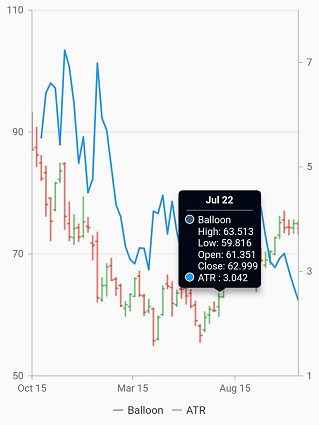 110
7
90
Jul 22
Balloon
High: 63.513
Low: 59.816
Open: 61.351
Close: 62.999
ATR : 3.042
5
70
3
50
1
Oct 15
Mar 15
Aug 15
Balloon
ATR